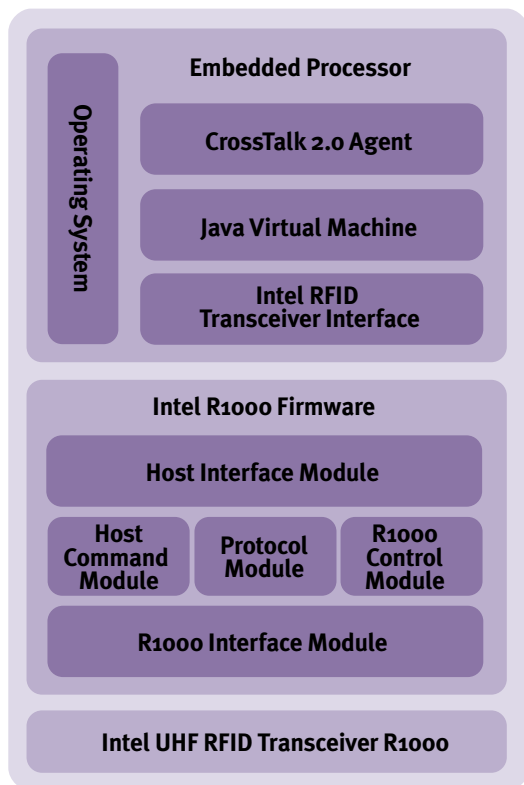 Embedded Processor
Operating System
CrossTalk 2.0 Agent
Java Virtual Machine
Intel RFID
Transceiver Interface
Intel R1000 Firmware
Host Interface Module
Host
Command
Module
Protocol
Module
R1000
Control
Module
R1000 Interface Module
Intel UHF RFID Transceiver R1000